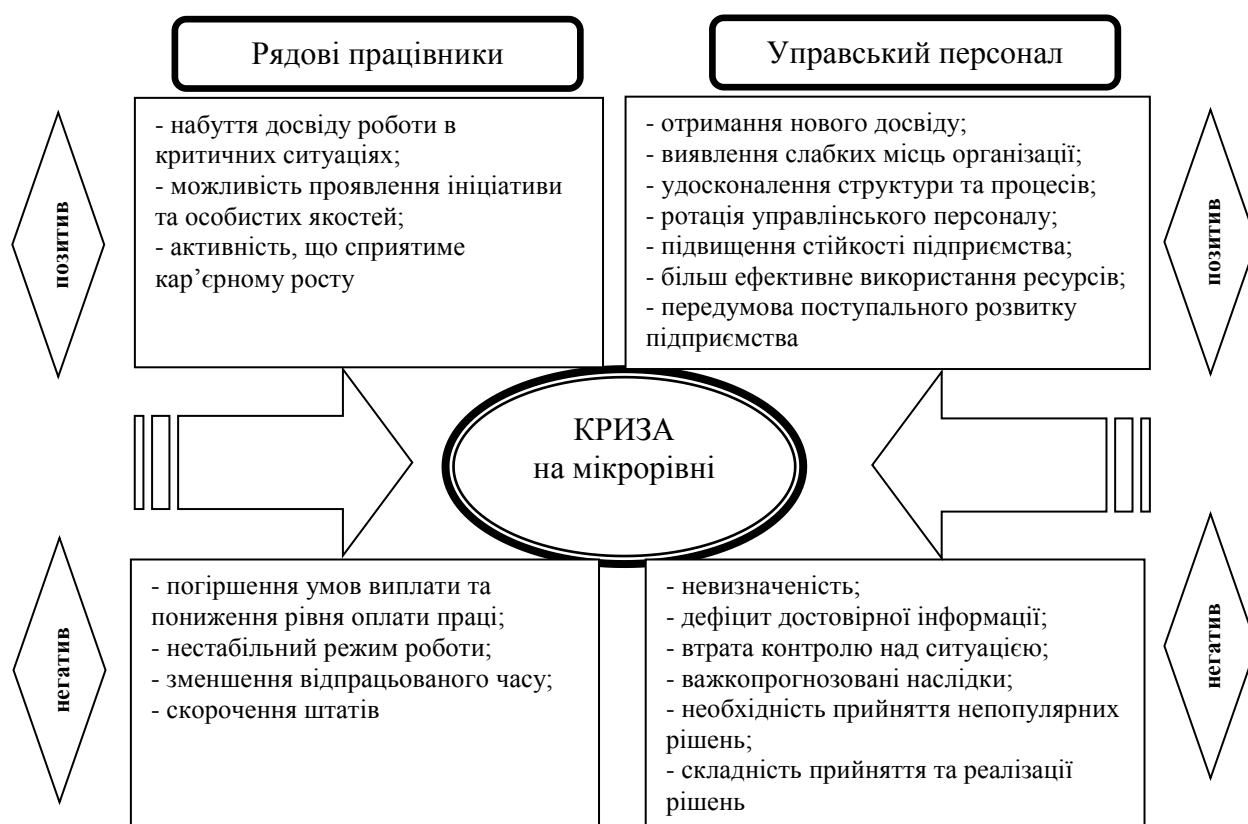 Рядові працівники
Управський персонал
позитив
- набуття досвіду роботи в
критичних ситуаціях;
- можливість проявлення ініціативи
та особистих якостей;
- активність, що сприятиме
кар’єрному росту
- отримання нового досвіду;
- виявлення слабких місць організації;
- удосконалення структури та процесів;
- ротація управлінського персоналу;
- підвищення стійкості підприємства;
- більш ефективне використання ресурсів;
- передумова поступального розвитку
підприємства
позитив
КРИЗА
на мікрорівні
негатив
- погіршення умов виплати та
пониження рівня оплати праці;
- нестабільний режим роботи;
- зменшення відпрацьованого часу;
- скорочення штатів
- невизначеність;
- дефіцит достовірної інформації;
- втрата контролю над ситуацією;
- важкопрогнозовані наслідки;
- необхідність прийняття непопулярних
рішень;
- складність прийняття та реалізації
рішень
негатив